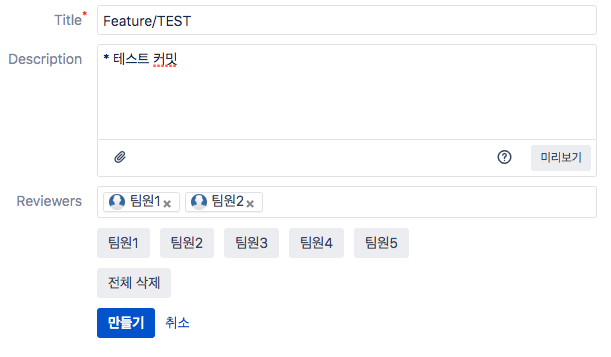 Title*
Feature/TEST
Description
* 테스트 커밋
미리보기
Reviewers
팀원1 × 팀원2 ×
팀원1 팀원2 팀원3 팀원4 팀원5
전체 삭제
만들기 취소